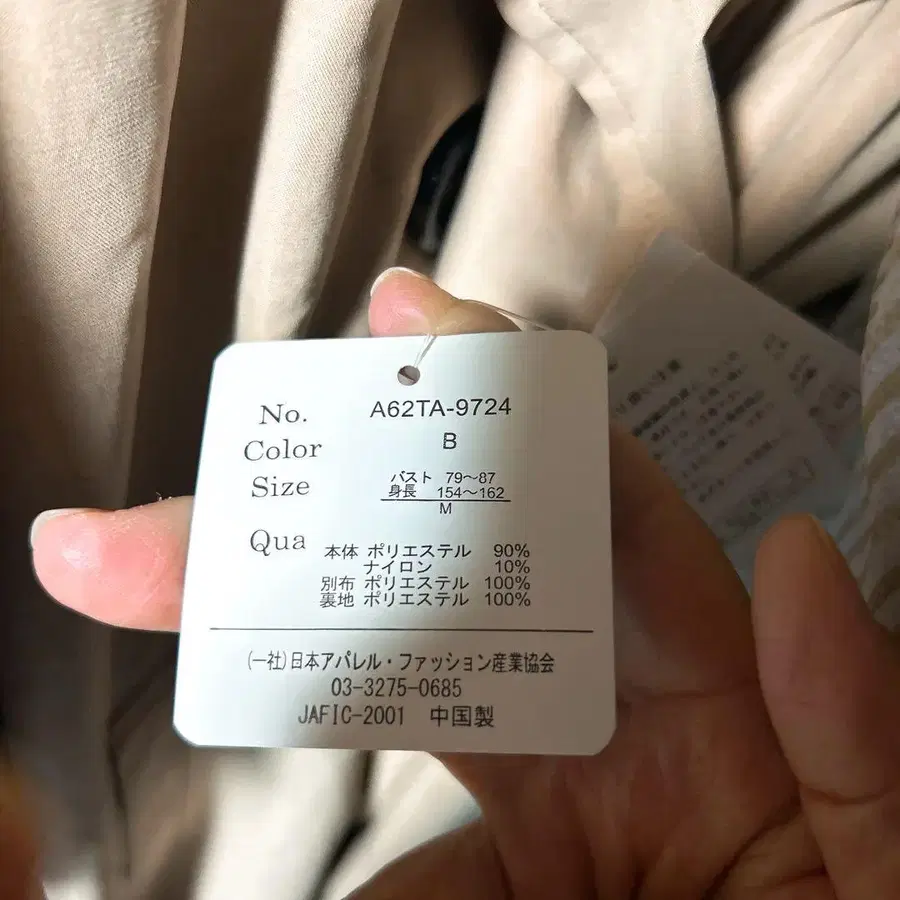 No. A62TA-9724
Color B
Size バスト 79～87
身長 154～162
M
Qua 本体 ポリエステル 90%
ナイロン 10%
別布 ポリエステル 100%
裏地 ポリエステル 100%
(一社)日本アパレル・ファッション産業協会
03-3275-0685
JAFIC-2001 中国製